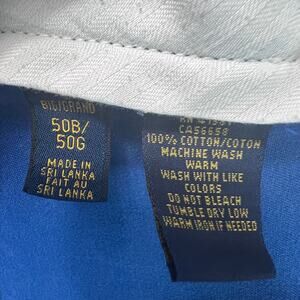 BIG/GRAND
50B/
50G
MADE IN
SRI LANKA
FAIT AU
SRI LANKA
RN
CA56658
100% COTTON/COTON
MACHINE WASH
WARM
WASH WITH LIKE
COLORS
DO NOT BLEACH
TUMBLE DRY LOW
WARM IRON IF NEEDED